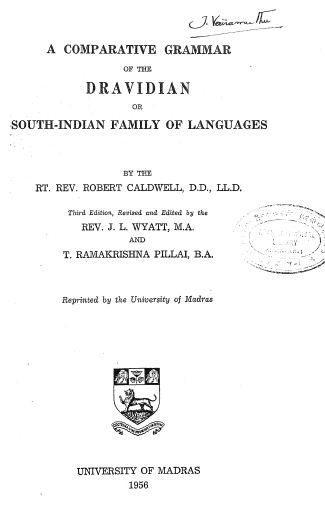 J. Vairamuthu
A COMPARATIVE GRAMMAR
OF THE
DRAVIDIAN
OR
SOUTH-INDIAN FAMILY OF LANGUAGES
BY THE
RT. REV. ROBERT CALDWELL, D.D., LL.D.
Third Edition, Revised and Edited by the
REV. J. L. WYATT, M.A.
AND
T. RAMAKRISHNA PILLAI, B.A.
LIBRARY
Reprinted by the University of Madras
UNIVERSITY OF MADRAS
1956